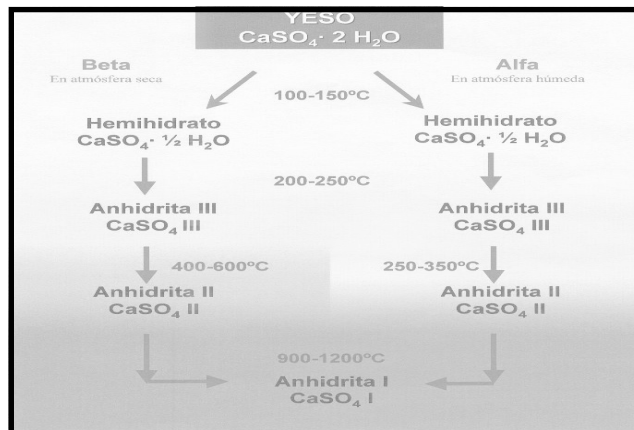 YESO
CaSO₄· 2 H₂O
Beta
En atmósfera seca
Alfa
En atmósfera húmeda
100-150ºC
Hemihidrato
CaSO₄· ½ H₂O
Hemihidrato
CaSO₄· ½ H₂O
200-250ºC
Anhidrita III
CaSO₄ III
Anhidrita III
CaSO₄ III
400-600ºC
250-350ºC
Anhidrita II
CaSO₄ II
Anhidrita II
CaSO₄ II
900-1200ºC
Anhidrita I
CaSO₄ I